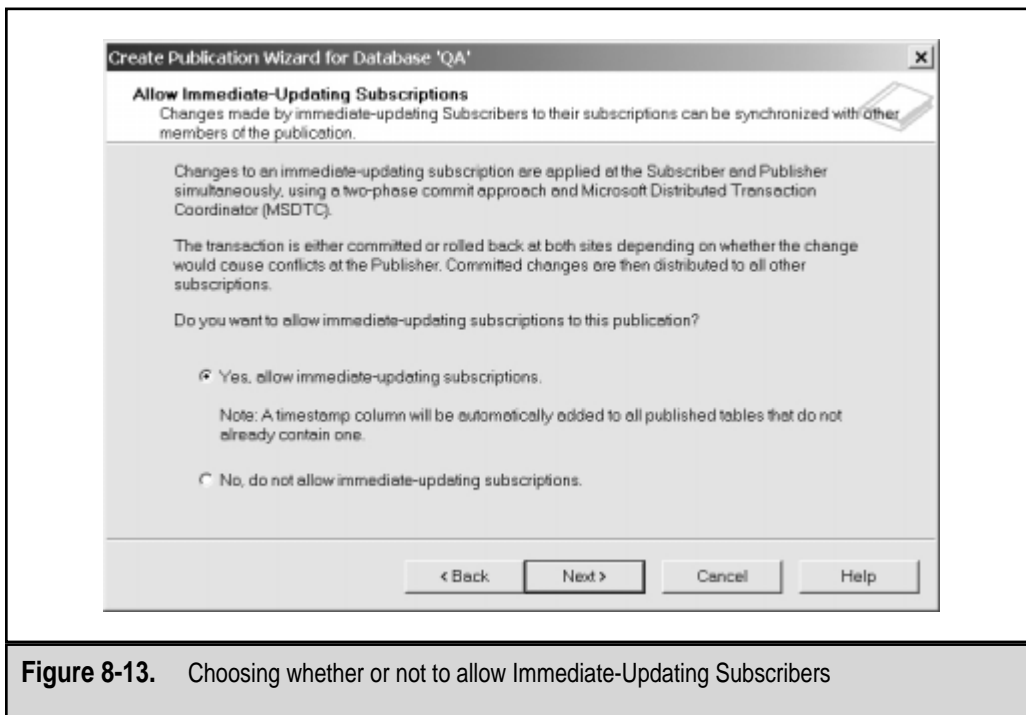 Create Publication Wizard for Database 'QA'
Allow Immediate-Updating Subscriptions
Changes made by immediate-updating Subscribers to their subscriptions can be synchronized with other
members of the publication.
Changes to an immediate-updating subscription are applied at the Subscriber and Publisher
simultaneously, using a two-phase commit approach and Microsoft Distributed Transaction
Coordinator (MSDTC).
The transaction is either committed or rolled back at both sites depending on whether the change
would cause conflicts at the Publisher. Committed changes are then distributed to all other
subscriptions.
Do you want to allow immediate-updating subscriptions to this publication?
Yes, allow immediate-updating subscriptions.
Note: A timestamp column will be automatically added to all published tables that do not
already contain one.
No, do not allow immediate-updating subscriptions.
< Back Next > Cancel Help
Figure 8-13. Choosing whether or not to allow Immediate-Updating Subscribers